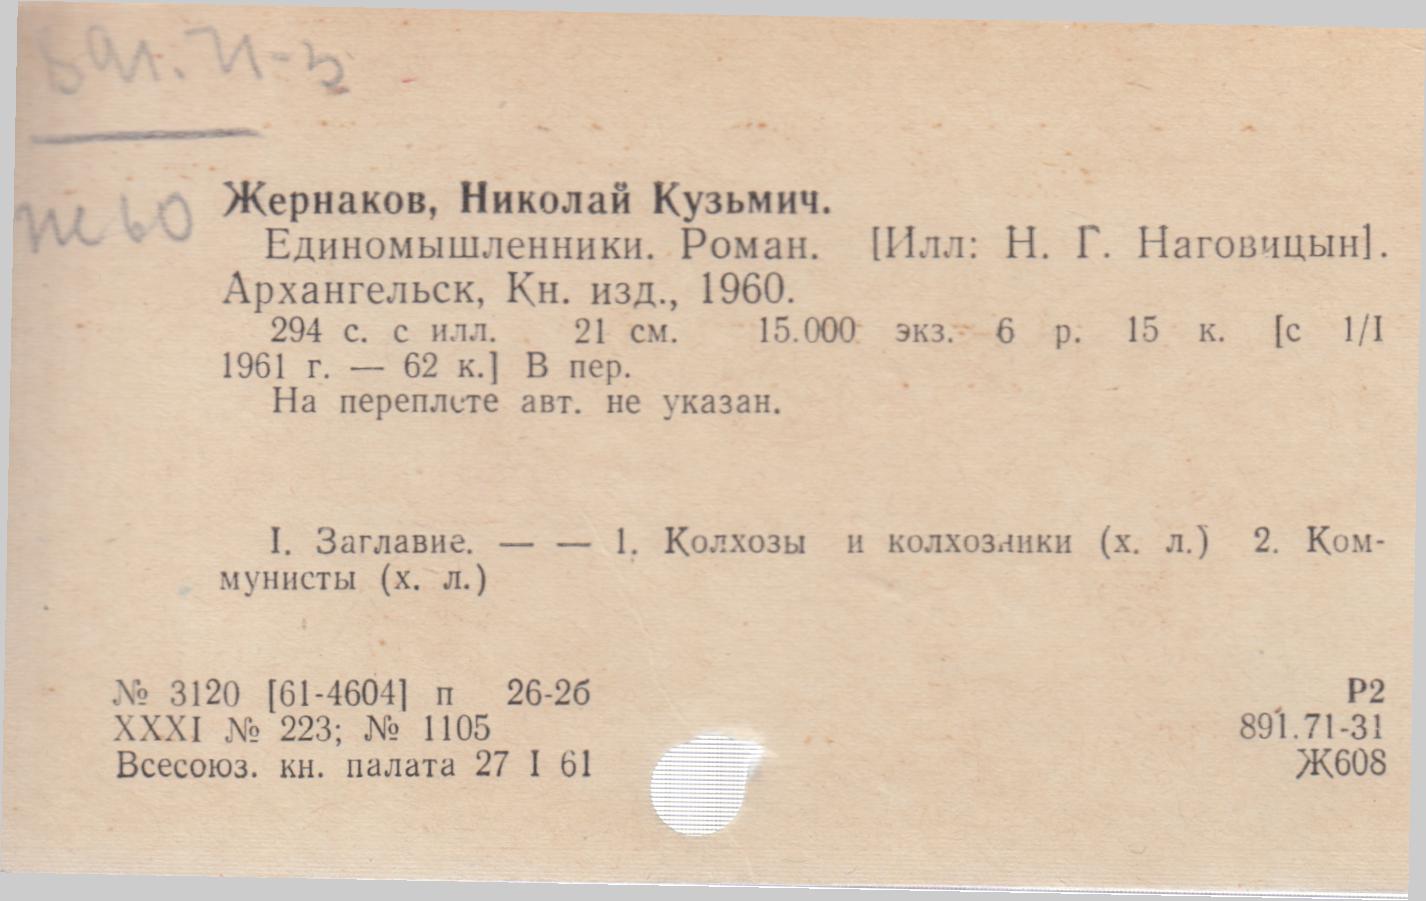 891.71-3
Ж60
Жернаков, Николай Кузьмич.
Единомышленники. Роман. [Илл: Н. Г. Наговицын].
Архангельск, Кн. изд., 1960.
294 с. с илл. 21 см. 15.000 экз. 6 р. 15 к. [с 1/I
1961 г. — 62 к.] В пер.
На переплете авт. не указан.
I. Заглавие. — — 1. Колхозы и колхозники (х. л.) 2. Ком-
мунисты (х. л.)
№ 3120 [61-4604] п 26-2б
XXXI № 223; № 1105
Всесоюз. кн. палата 27 I 61
Р2
891.71-31
Ж608